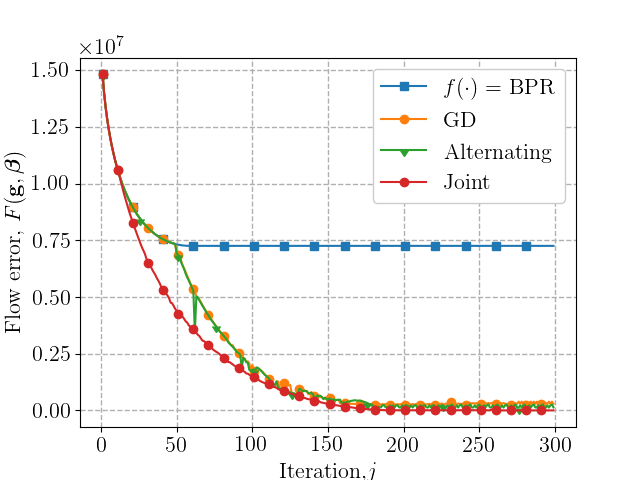 ×10⁷
1.50
1.25
1.00
0.75
0.50
0.25
0.00
Flow error, F(g, β)
f(·) = BPR
GD
Alternating
Joint
0 50 100 150 200 250 300
Iteration, j